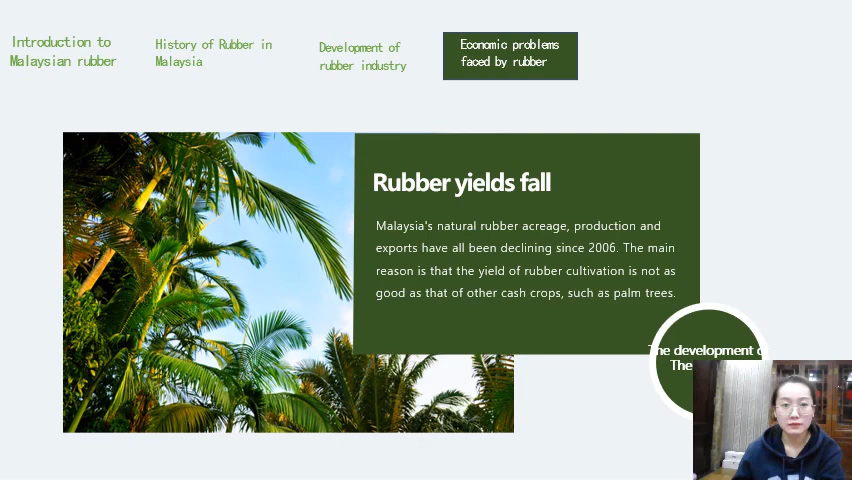 Introduction to
Malaysian rubber
History of Rubber in
Malaysia
Development of
rubber industry
Economic problems
faced by rubber
Rubber yields fall
Malaysia's natural rubber acreage, production and
exports have all been declining since 2006. The main
reason is that the yield of rubber cultivation is not as
good as that of other cash crops, such as palm trees.
The development
The